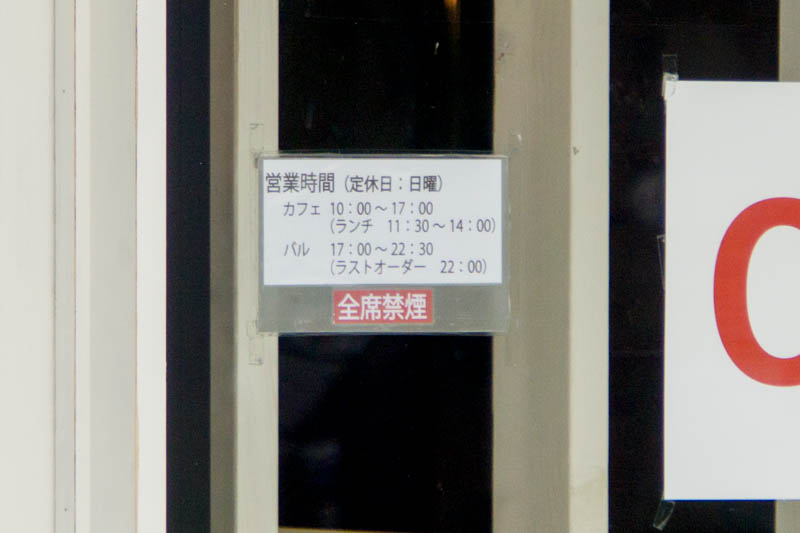 営業時間（定休日：日曜）
カフェ 10：00～17：00
（ランチ 11：30～14：00）
バル 17：00～22：30
（ラストオーダー 22：00）
全席禁煙